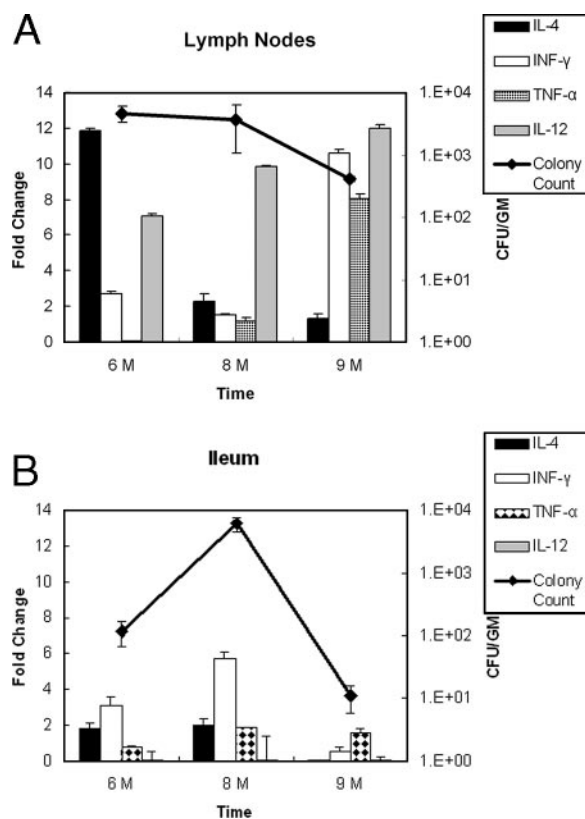 A
Lymph Nodes
IL-4
INF-γ
TNF-α
IL-12
Colony
Count
Fold Change
14
12
10
8
6
4
2
0
1.E+04
1.E+03
1.E+02
1.E+01
1.E+00
CFU/GM
6 M
8 M
9 M
Time
B
Ileum
IL-4
INF-γ
TNF-α
IL-12
Colony
Count
Fold Change
14
12
10
8
6
4
2
0
1.E+04
1.E+03
1.E+02
1.E+01
1.E+00
CFU/GM
6 M
8 M
9 M
Time